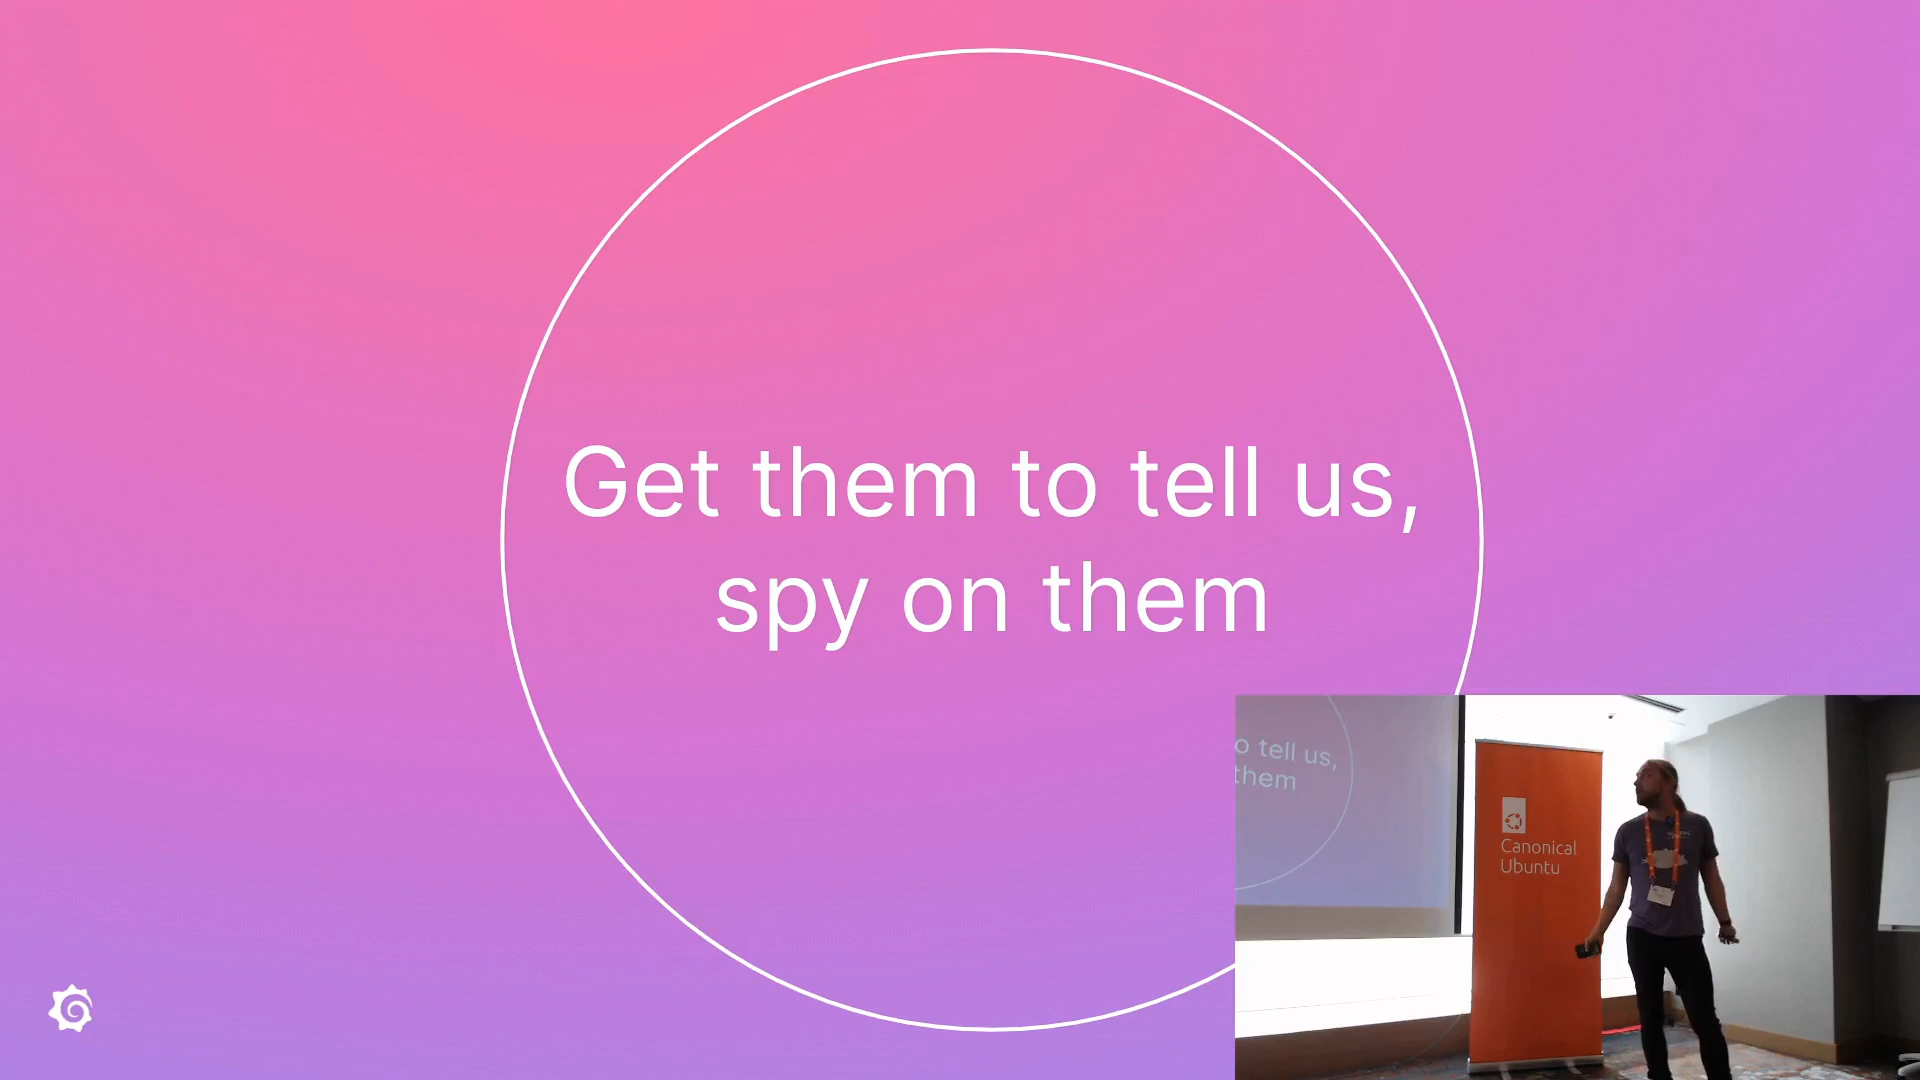 Get them to tell us,
spy on them
o tell us,
them
Canonical
Ubuntu